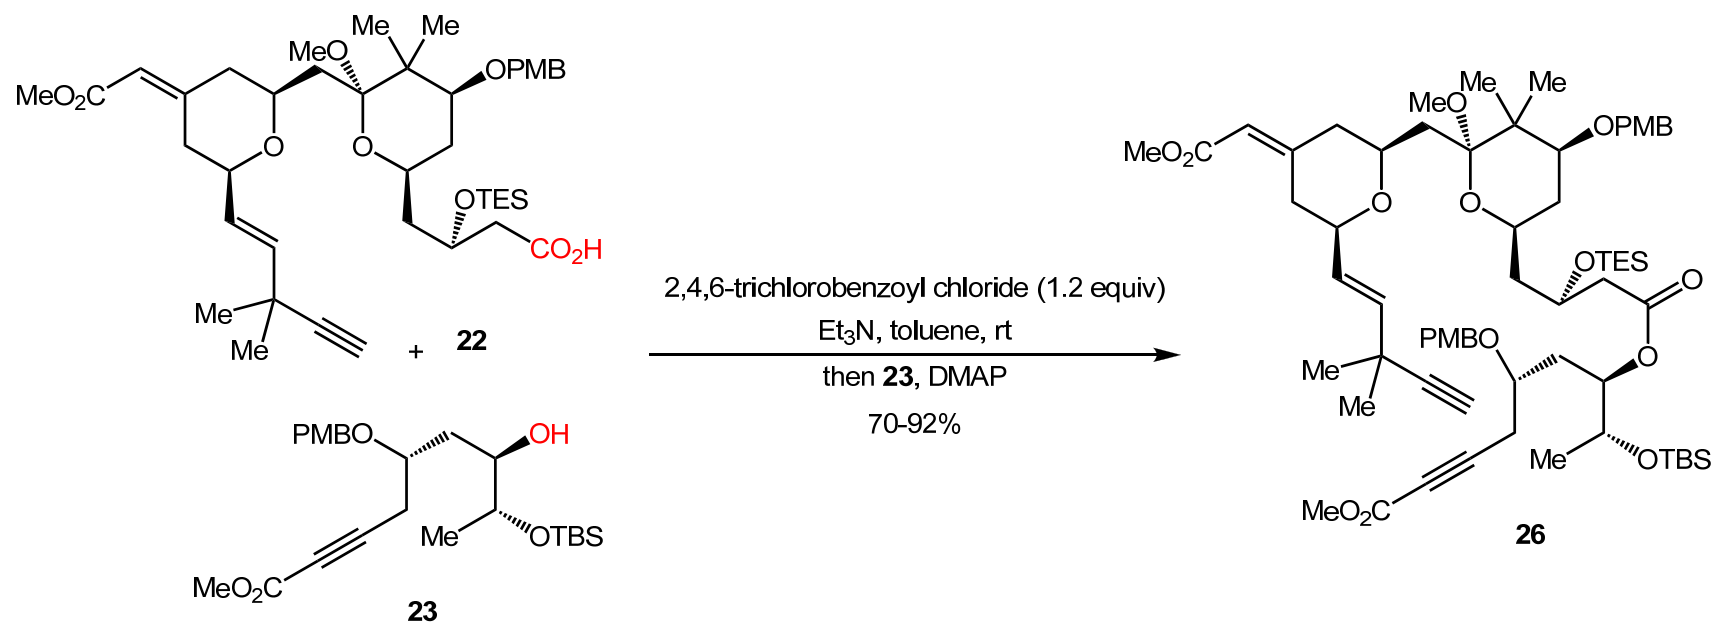 Me Me
MeO
OPMB
MeO2C
O O
OTES
CO2H
Me
Me
+ 22
PMBO OH
Me OTBS
MeO2C
23
2,4,6-trichlorobenzoyl chloride (1.2 equiv)
Et3N, toluene, rt
then 23, DMAP
70-92%
Me Me
MeO
OPMB
MeO2C
O O
OTES
O
PMBO
O
Me
Me
Me OTBS
MeO2C
26